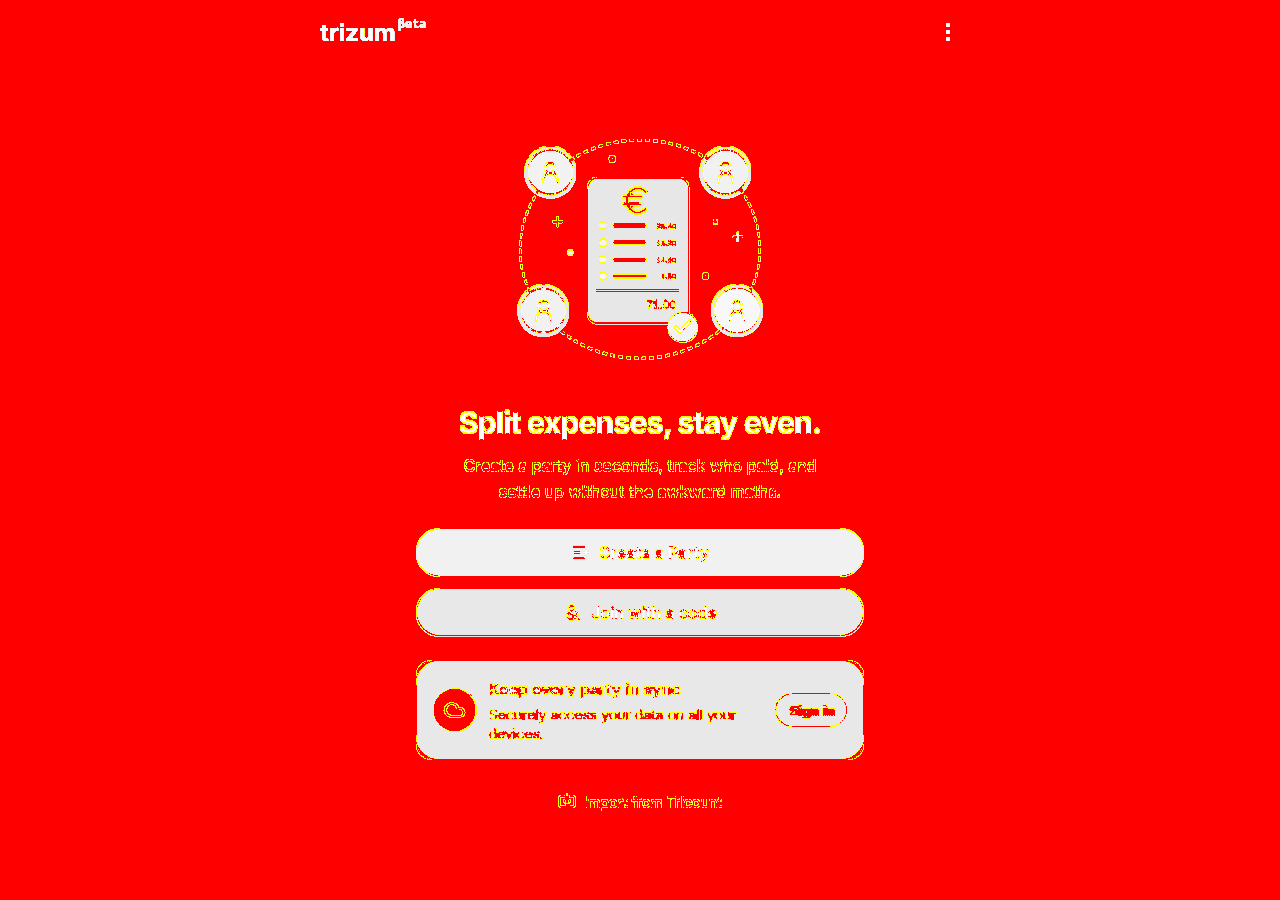 trizum βeta
€
71.00
Split expenses, stay even.
Create a party in seconds, track who paid, and
settle up without the awkward maths.
Create a Party
Join with a code
Keep every party in sync
Securely access your data on all your
devices.
Sign in
Import from Tricount